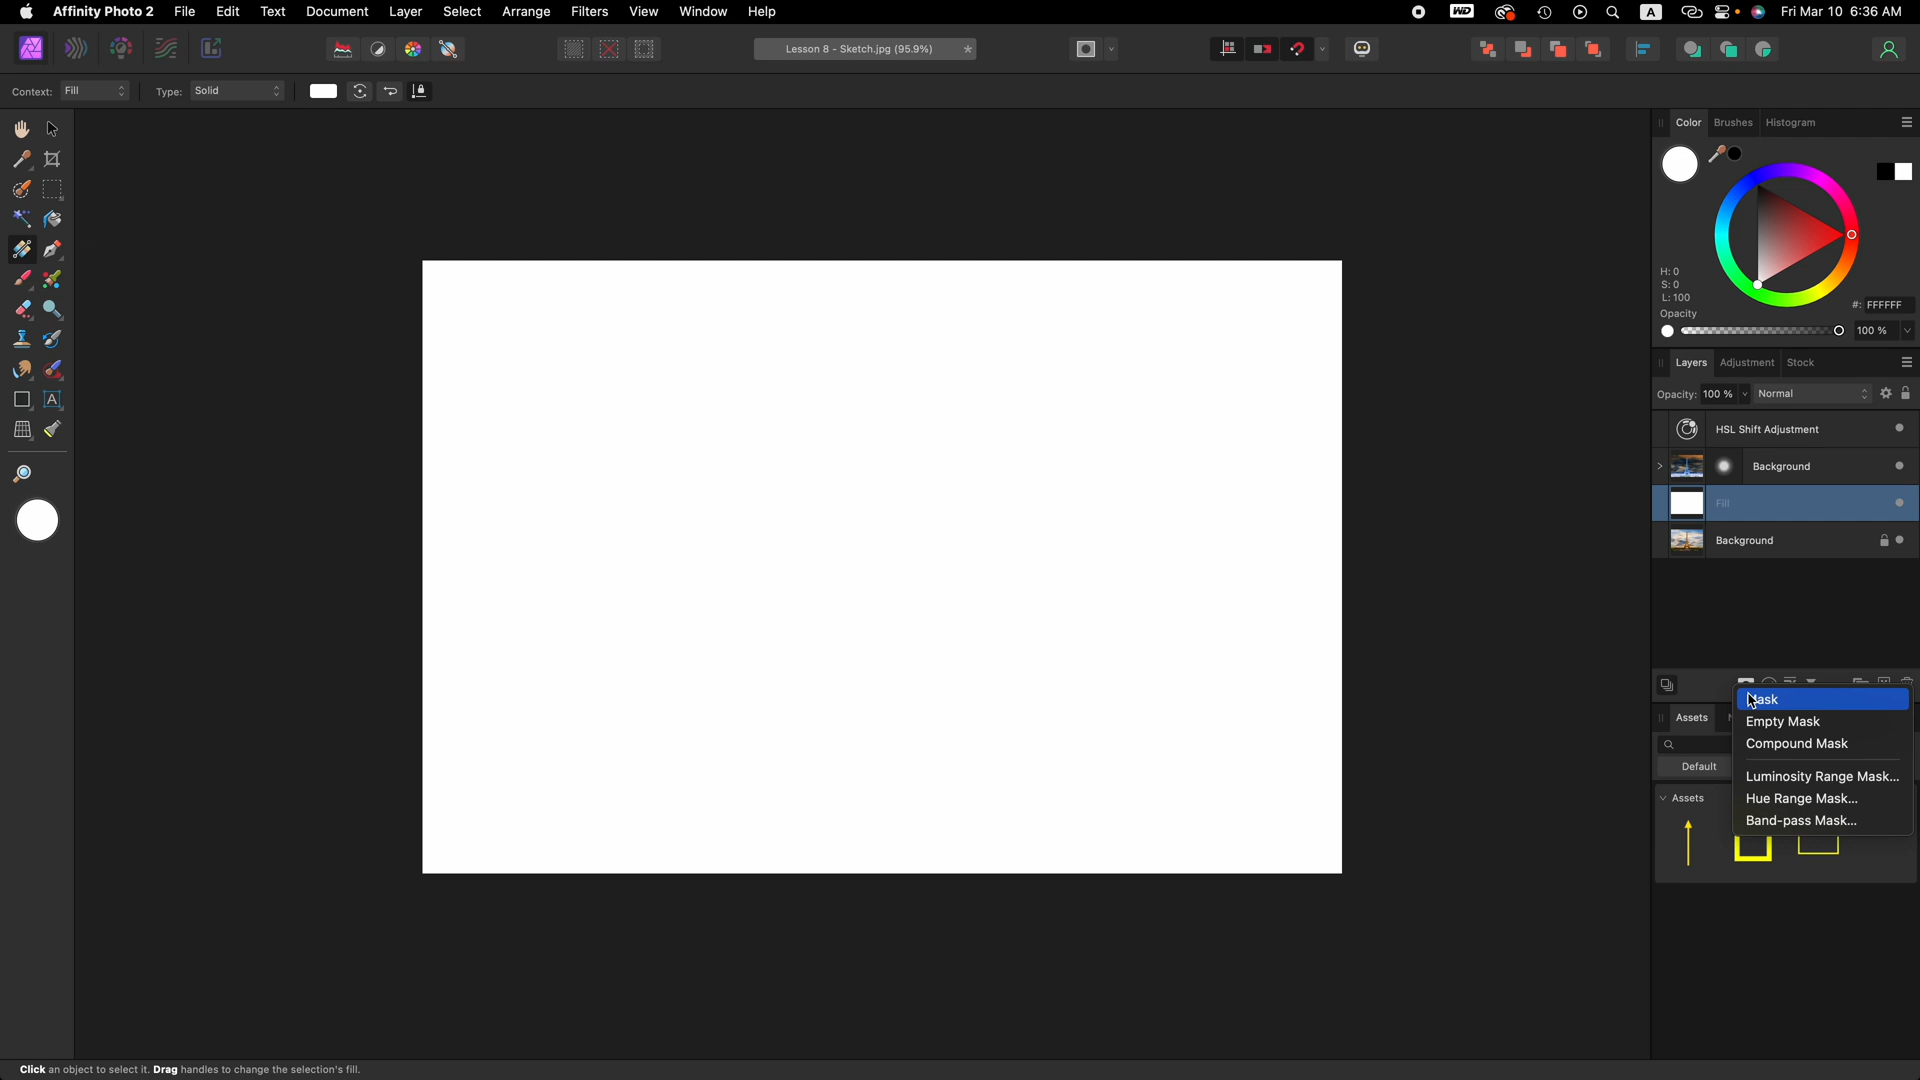 Affinity Photo 2 File Edit Text Document Layer Select Arrange Filters View Window Help WD A Fri Mar 10 6:36 AM
Lesson 8 - Sketch.jpg (95.9%) *
Context: Fill Type: Solid
Color Brushes Histogram
H: 0
S: 0
L: 100
#: FFFFFF
Opacity
100 %
Layers Adjustment Stock
Opacity: 100 % Normal
HSL Shift Adjustment
Background
Fill
Background
Mask
Assets
Empty Mask
Compound Mask
Default
Luminosity Range Mask...
Assets
Hue Range Mask...
Band-pass Mask...
A
Click an object to select it. Drag handles to change the selection's fill.